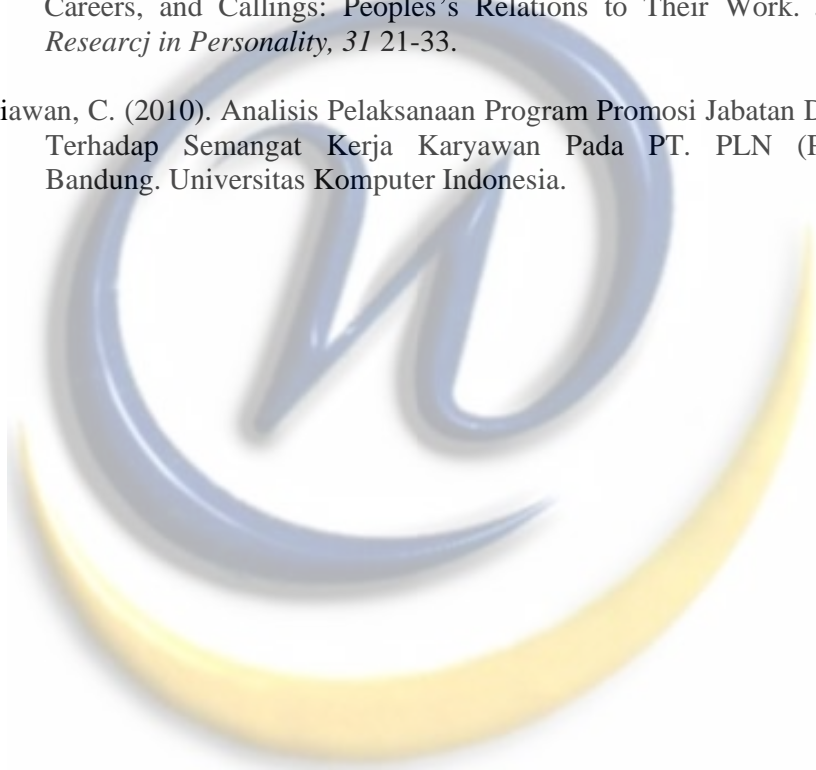 Careers, and Callings: Peoples's Relations to Their Work.
Researcj in Personality, 31 21-33.
iawan, C. (2010). Analisis Pelaksanaan Program Promosi Jabatan D
Terhadap Semangat Kerja Karyawan Pada PT. PLN (P
Bandung. Universitas Komputer Indonesia.